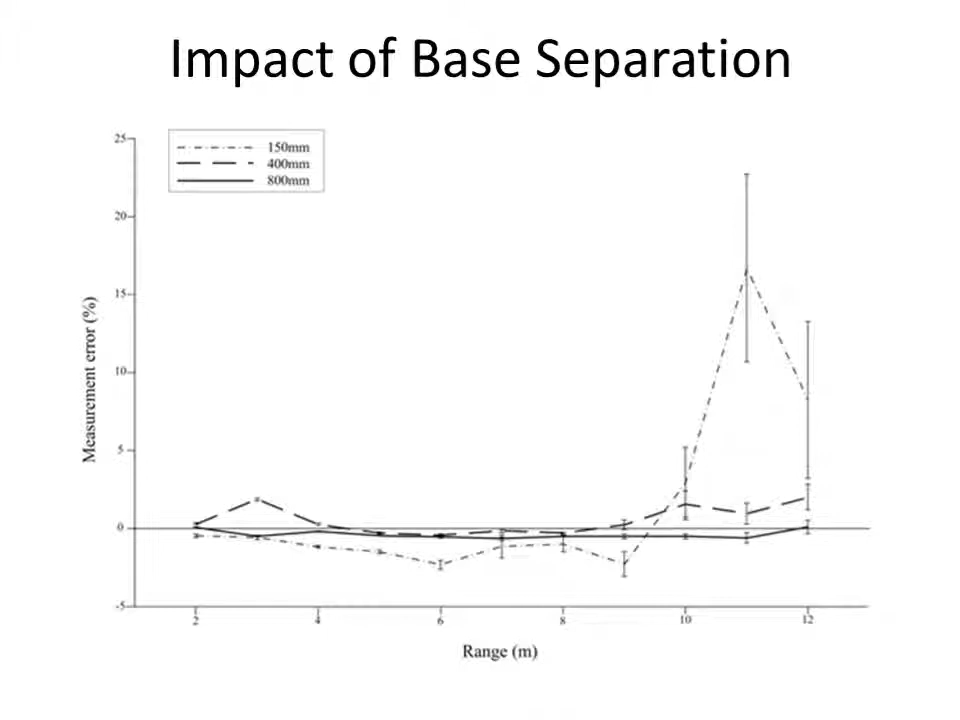 Impact of Base Separation
25
150mm
400mm
800mm
20
15
10
5
0
-5
Measurement error (%)
2
4
6
8
10
12
Range (m)